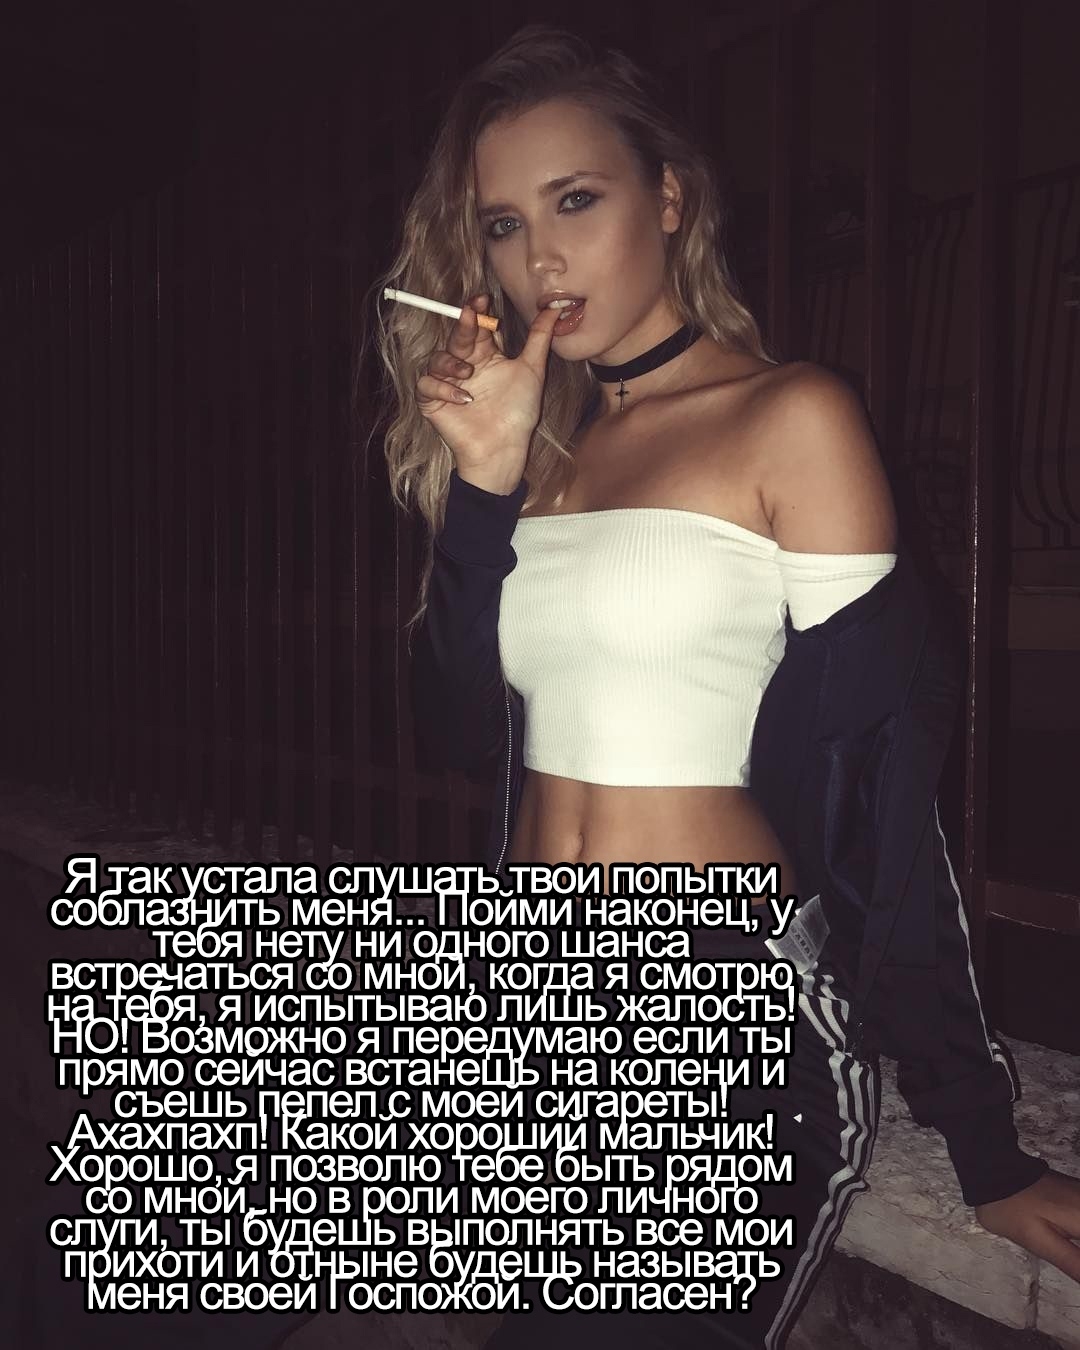 Я так устала слушать твои попытки
соблазнить меня... Пойми наконец, у
тебя нету ни одного шанса
встречаться со мной, когда я смотрю
на тебя, я испытываю лишь жалость!
НО! Возможно я передумаю если ты
прямо сейчас встанешь на колени и
съешь пепел с моей сигареты!
Ахахпахп! Какой хороший мальчик!
Хорошо, я позволю тебе быть рядом
со мной, но в роли моего личного
слуги, ты будешь выполнять все мои
прихоти и отныне будешь называть
меня своей Госпожой. Согласен?